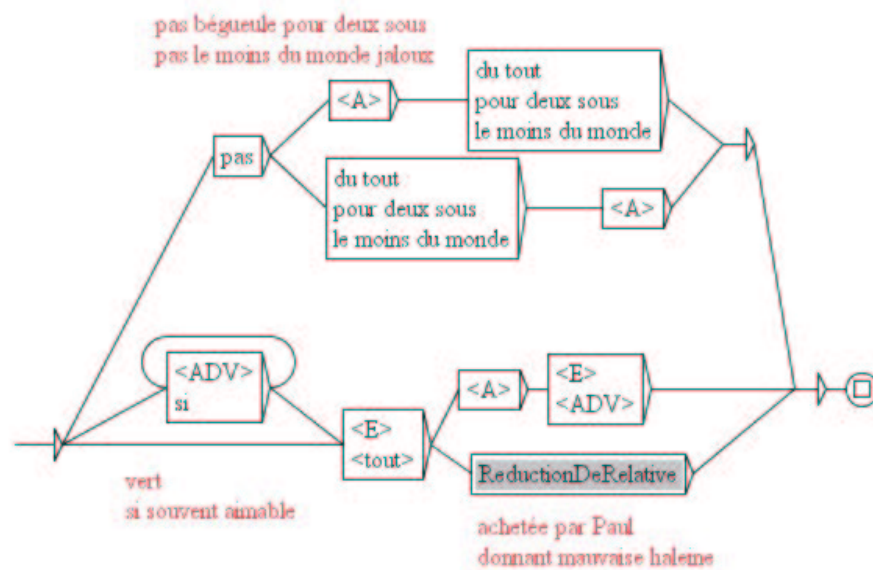 pas bégueule pour deux sous
pas le moins du monde jaloux
<A>
du tout
pour deux sous
le moins du monde
pas
du tout
pour deux sous
le moins du monde
<A>
<ADV>
si
<E>
<tout>
<A>
<E>
<ADV>
ReductionDeRelative
vert
si souvent aimable
achetée par Paul
donnant mauvaise haleine